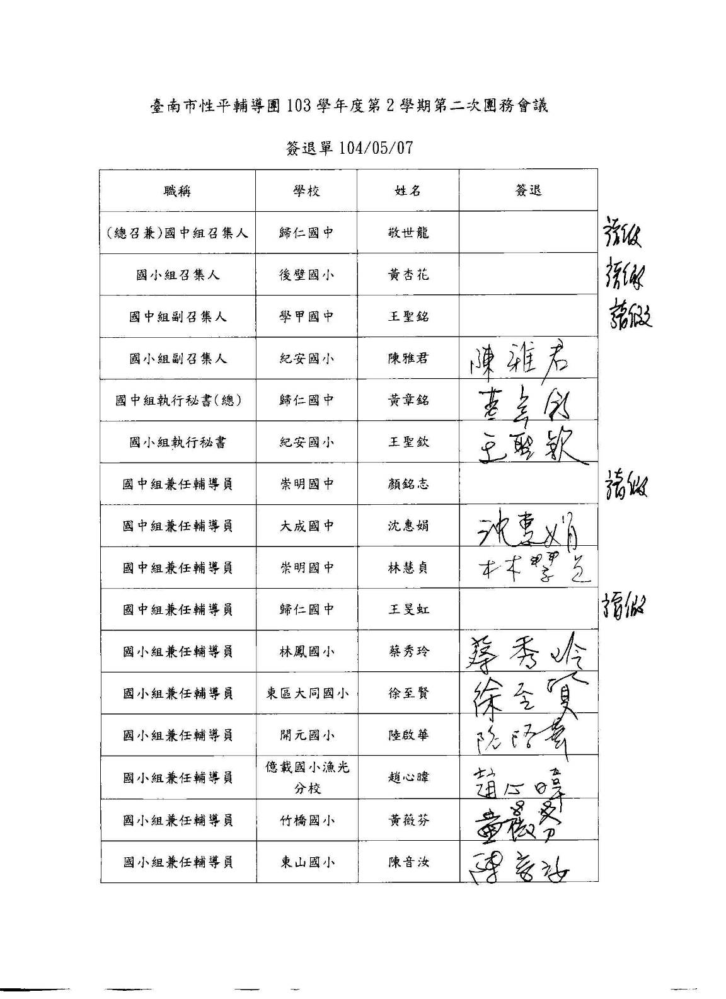 臺南市性平輔導團103學年度第2學期第二次團務會議
簽退單104/05/07
職稱 學校 姓名 簽退
(總召兼)國中組召集人 歸仁國中 敬世龍 請假
國小組召集人 後壁國小 黃杏花 請假
國中組副召集人 學甲國中 王聖銘 請假
國小組副召集人 紀安國小 陳雅君 陳雅君
國中組執行秘書(總) 歸仁國中 黃章銘 黃章銘
國小組執行秘書 紀安國小 王聖欽 王聖欽
國中組兼任輔導員 崇明國中 顏銘志 請假
國中組兼任輔導員 大成國中 沈惠娟 沈惠娟
國中組兼任輔導員 崇明國中 林慧貞 林慧貞
國中組兼任輔導員 歸仁國中 王旻虹 請假
國小組兼任輔導員 林鳳國小 蔡秀玲 蔡秀玲
國小組兼任輔導員 東區大同國小 徐至賢 徐至賢
國小組兼任輔導員 開元國小 陸啟華 陸啟華
國小組兼任輔導員 億載國小漁光分校 趙心暐 趙心暐
國小組兼任輔導員 竹橋國小 黃薇芬 黃薇芬
國小組兼任輔導員 東山國小 陳音汝 陳音汝